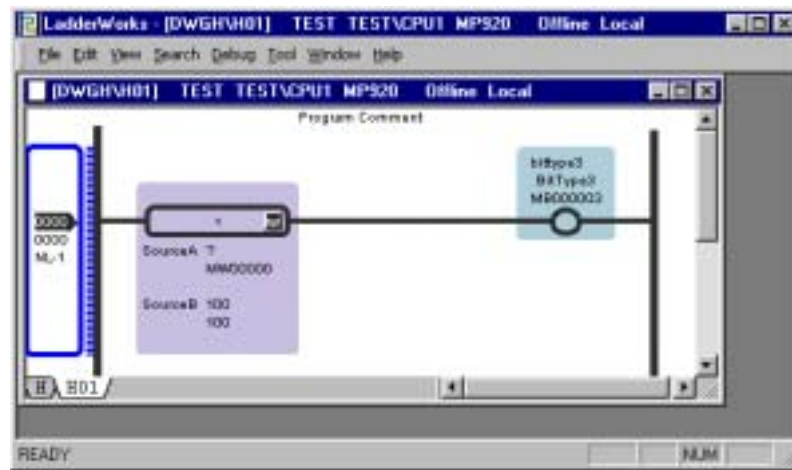 LadderWorks - [DWGH\H01]   TEST TEST\CPU1 MP920   Offline Local
File Edit View Search Debug Tool Window Help
[DWGH\H01]   TEST TEST\CPU1 MP920   Offline Local
Program Comment
bittype3
BitType3
MB000003
0000
0000
NL-1
SourceA ?
MW00000
SourceB 100
100
H H01
READY NUM